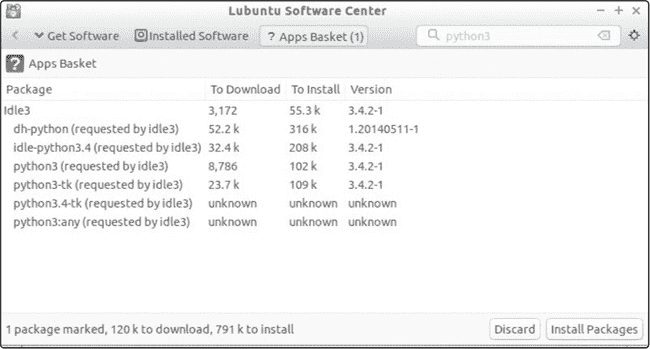 Lubuntu Software Center
Get Software Installed Software ? Apps Basket (1) python3
? Apps Basket
Package To Download To Install Version
Idle3 3,172 55.3 k 3.4.2-1
dh-python (requested by idle3) 52.2 k 316 k 1.20140511-1
idle-python3.4 (requested by idle3) 32.4 k 208 k 3.4.2-1
python3 (requested by idle3) 8,786 102 k 3.4.2-1
python3-tk (requested by idle3) 23.7 k 109 k 3.4.2-1
python3.4-tk (requested by idle3) unknown unknown unknown
python3:any (requested by idle3) unknown unknown unknown
1 package marked, 120 k to download, 791 k to install Discard Install Packages